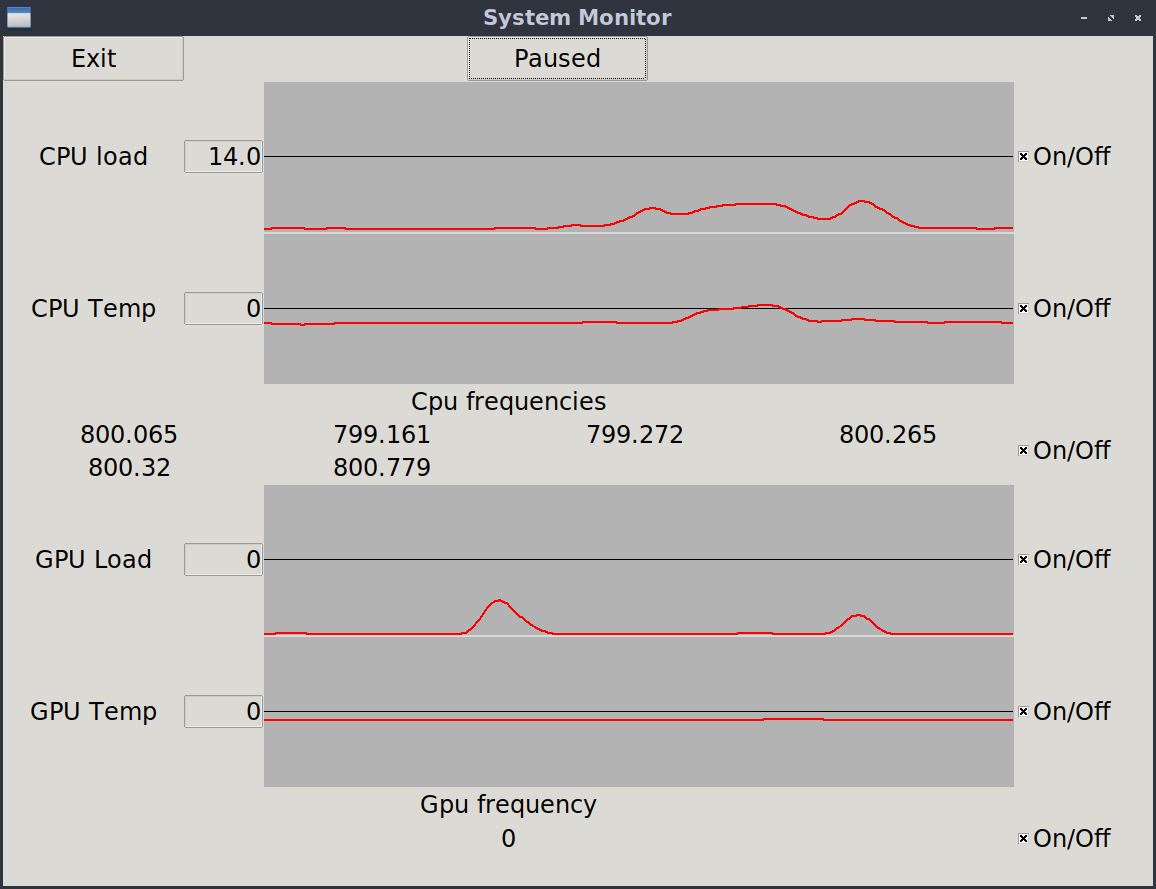 System Monitor
Exit Paused
CPU load 14.0 On/Off
CPU Temp 0 On/Off
Cpu frequencies
800.065 799.161 799.272 800.265
On/Off
800.32 800.779
GPU Load 0 On/Off
GPU Temp 0 On/Off
Gpu frequency
0 On/Off